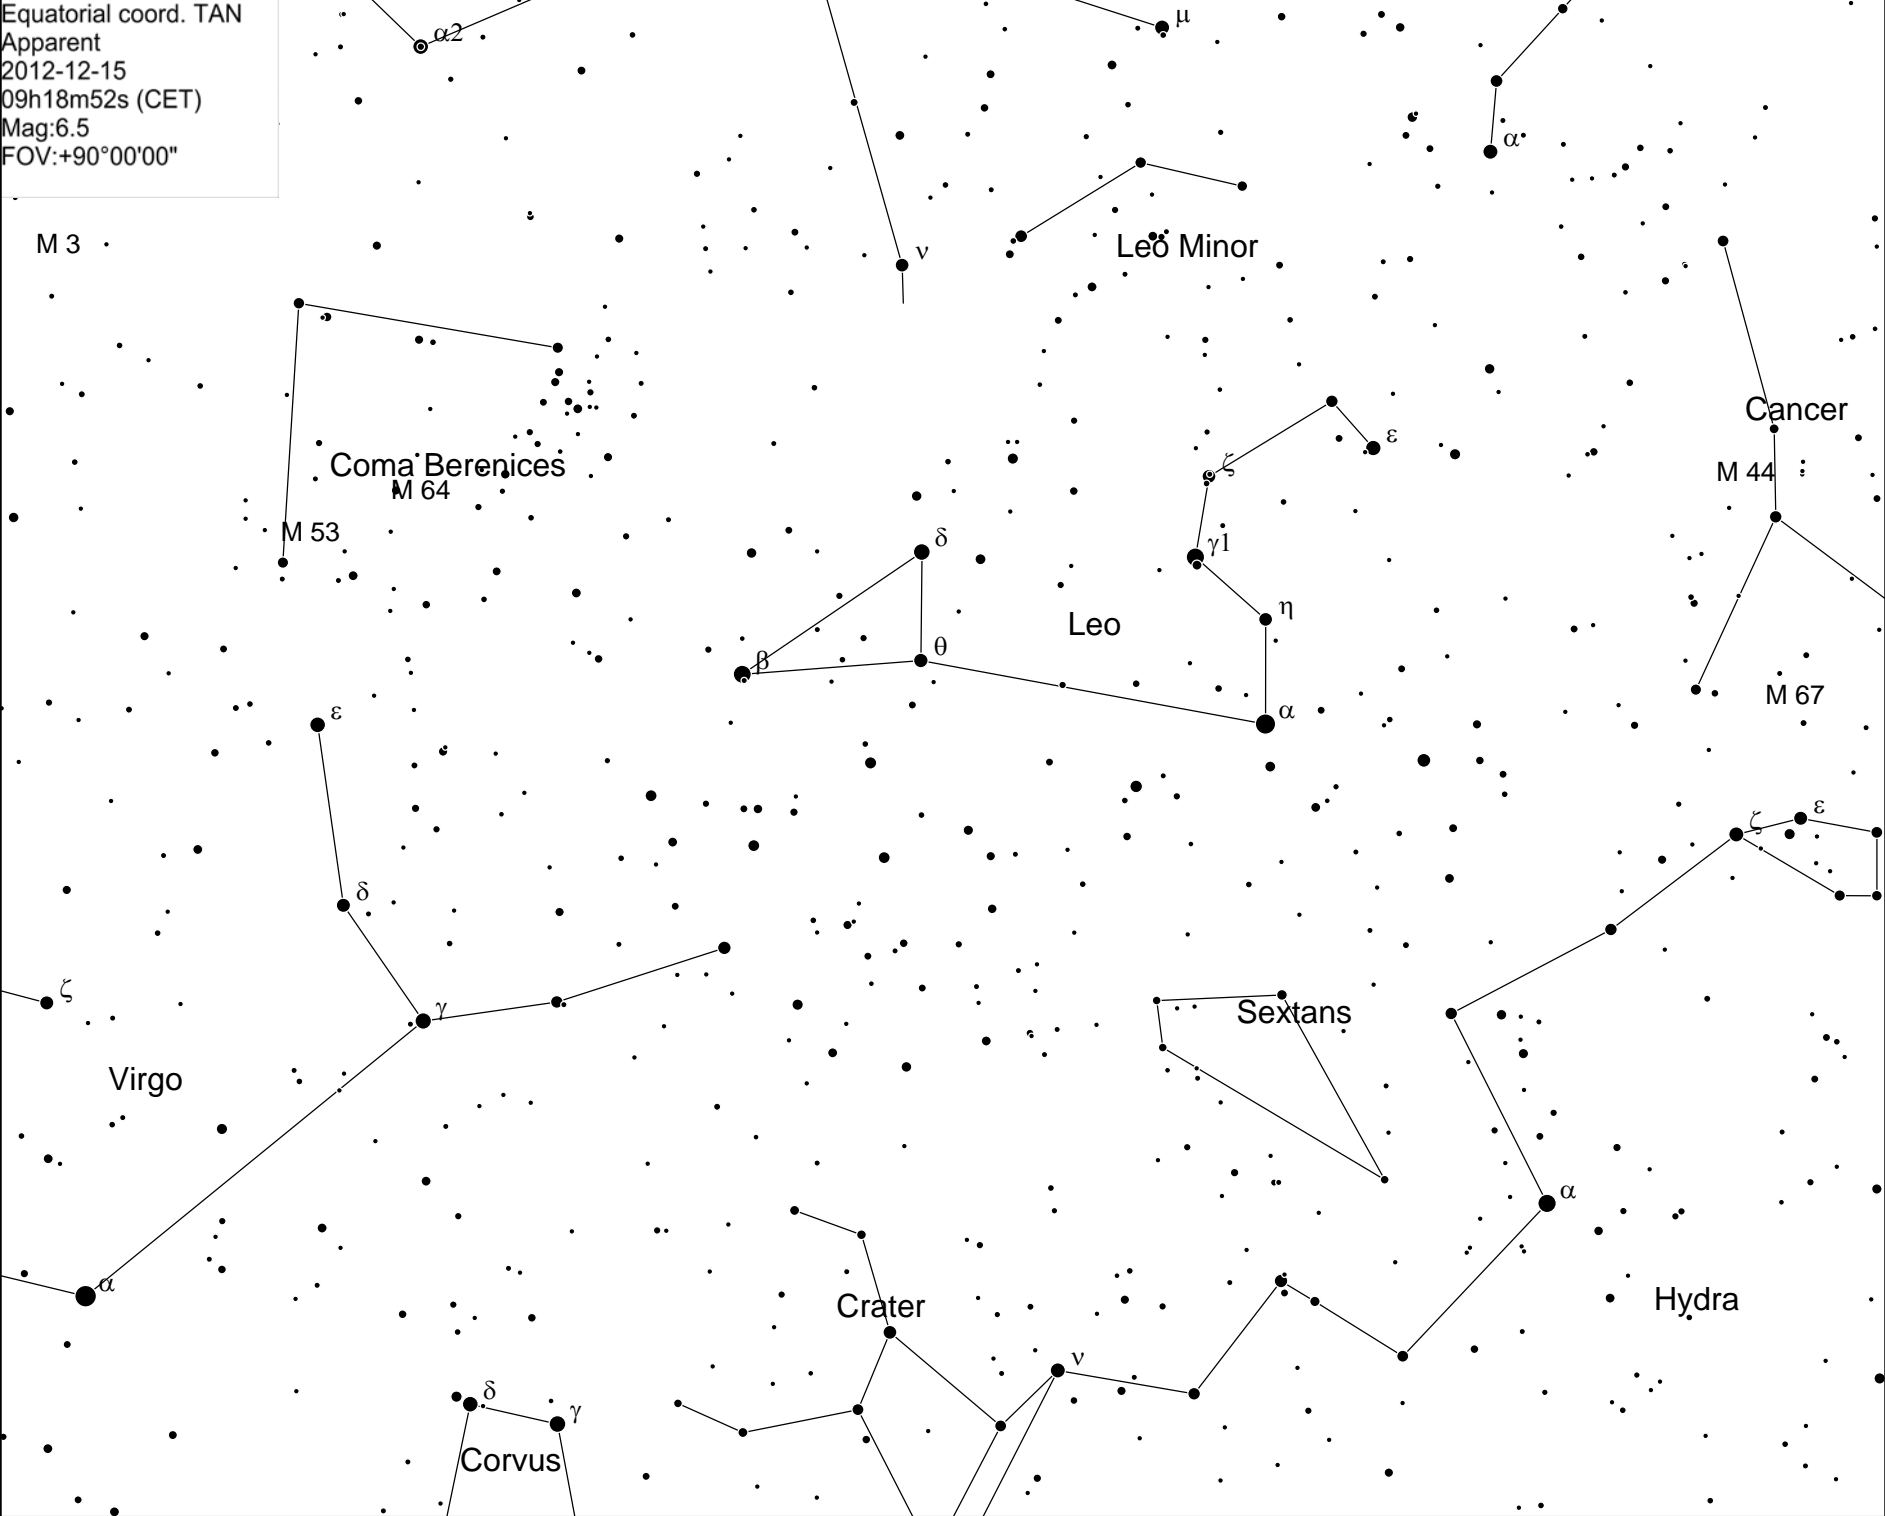 Equatorial coord. TAN
Apparent
2012-12-15
09h18m52s (CET)
Mag:6.5
FOV:+90°00'00"
α2
μ
α
M 3
ν
Leo Minor
Cancer
ε
ζ
Coma Berenices
M 64
M 44
M 53
δ
γ1
η
Leo
θ
β
α
M 67
ε
ζ
ε
δ
ζ
γ
Sextans
Virgo
α
α
Crater
Hydra
ν
δ
γ
Corvus